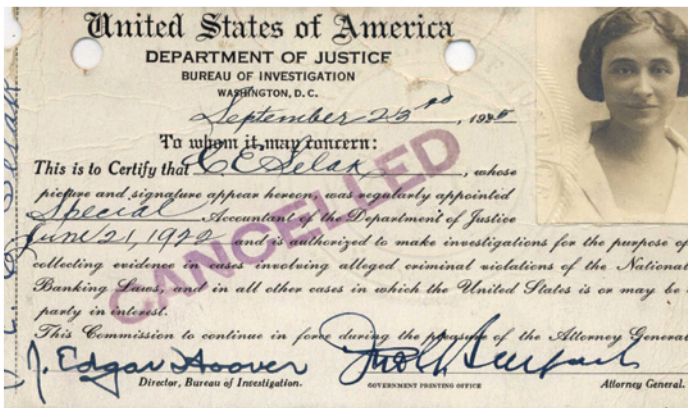 United States of America
DEPARTMENT OF JUSTICE
BUREAU OF INVESTIGATION
WASHINGTON, D. C.
September 23rd, 1925
To whom it may concern:
This is to Certify that C E Selak, whose
picture and signature appear hereon, was regularly appointed
Special Accountant of the Department of Justice
June 21, 1922 and is authorized to make investigations for the purpose of
collecting evidence in cases involving alleged criminal violations of the National
Banking Laws, and in all other cases in which the United States is or may be
party in interest.
This Commission to continue in force during the pleasure of the Attorney General
J. Edgar Hoover
Director, Bureau of Investigation.
GOVERNMENT PRINTING OFFICE
Attorney General.
CANCELLED